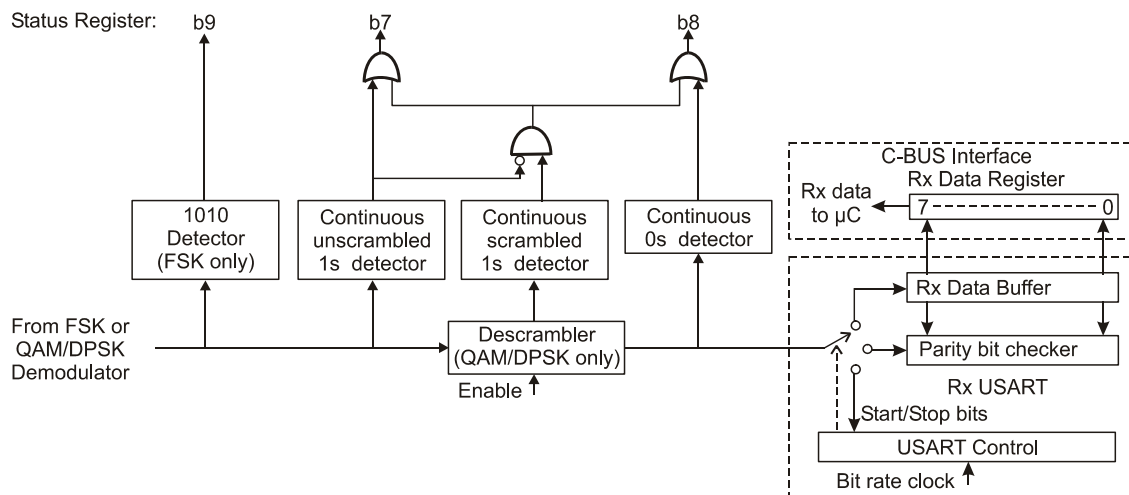 Status Register:
b9
b7
b8
C-BUS Interface
Rx Data Register
Rx data
to µC
7
0
1010
Detector
(FSK only)
Continuous
unscrambled
1s detector
Continuous
scrambled
1s detector
Continuous
0s detector
Rx Data Buffer
From FSK or
QAM/DPSK
Demodulator
Descrambler
(QAM/DPSK only)
Enable
Parity bit checker
Rx USART
Start/Stop bits
USART Control
Bit rate clock